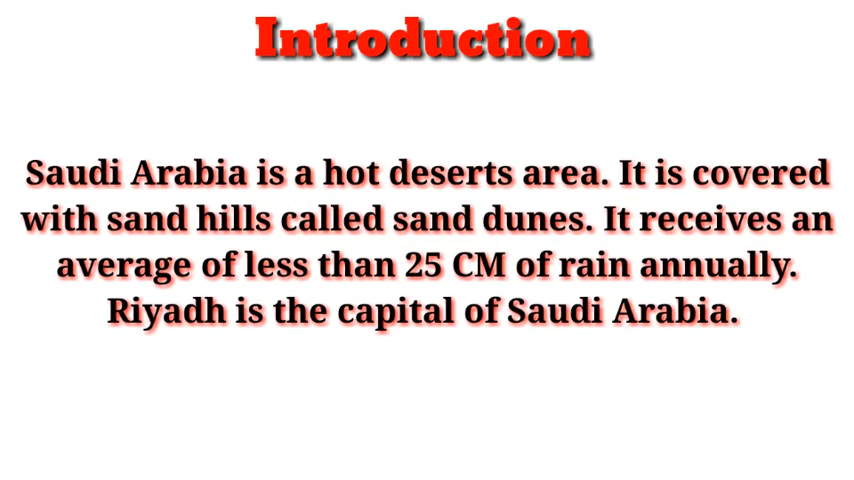 Introduction
Saudi Arabia is a hot deserts area. It is covered
with sand hills called sand dunes. It receives an
average of less than 25 CM of rain annually.
Riyadh is the capital of Saudi Arabia.